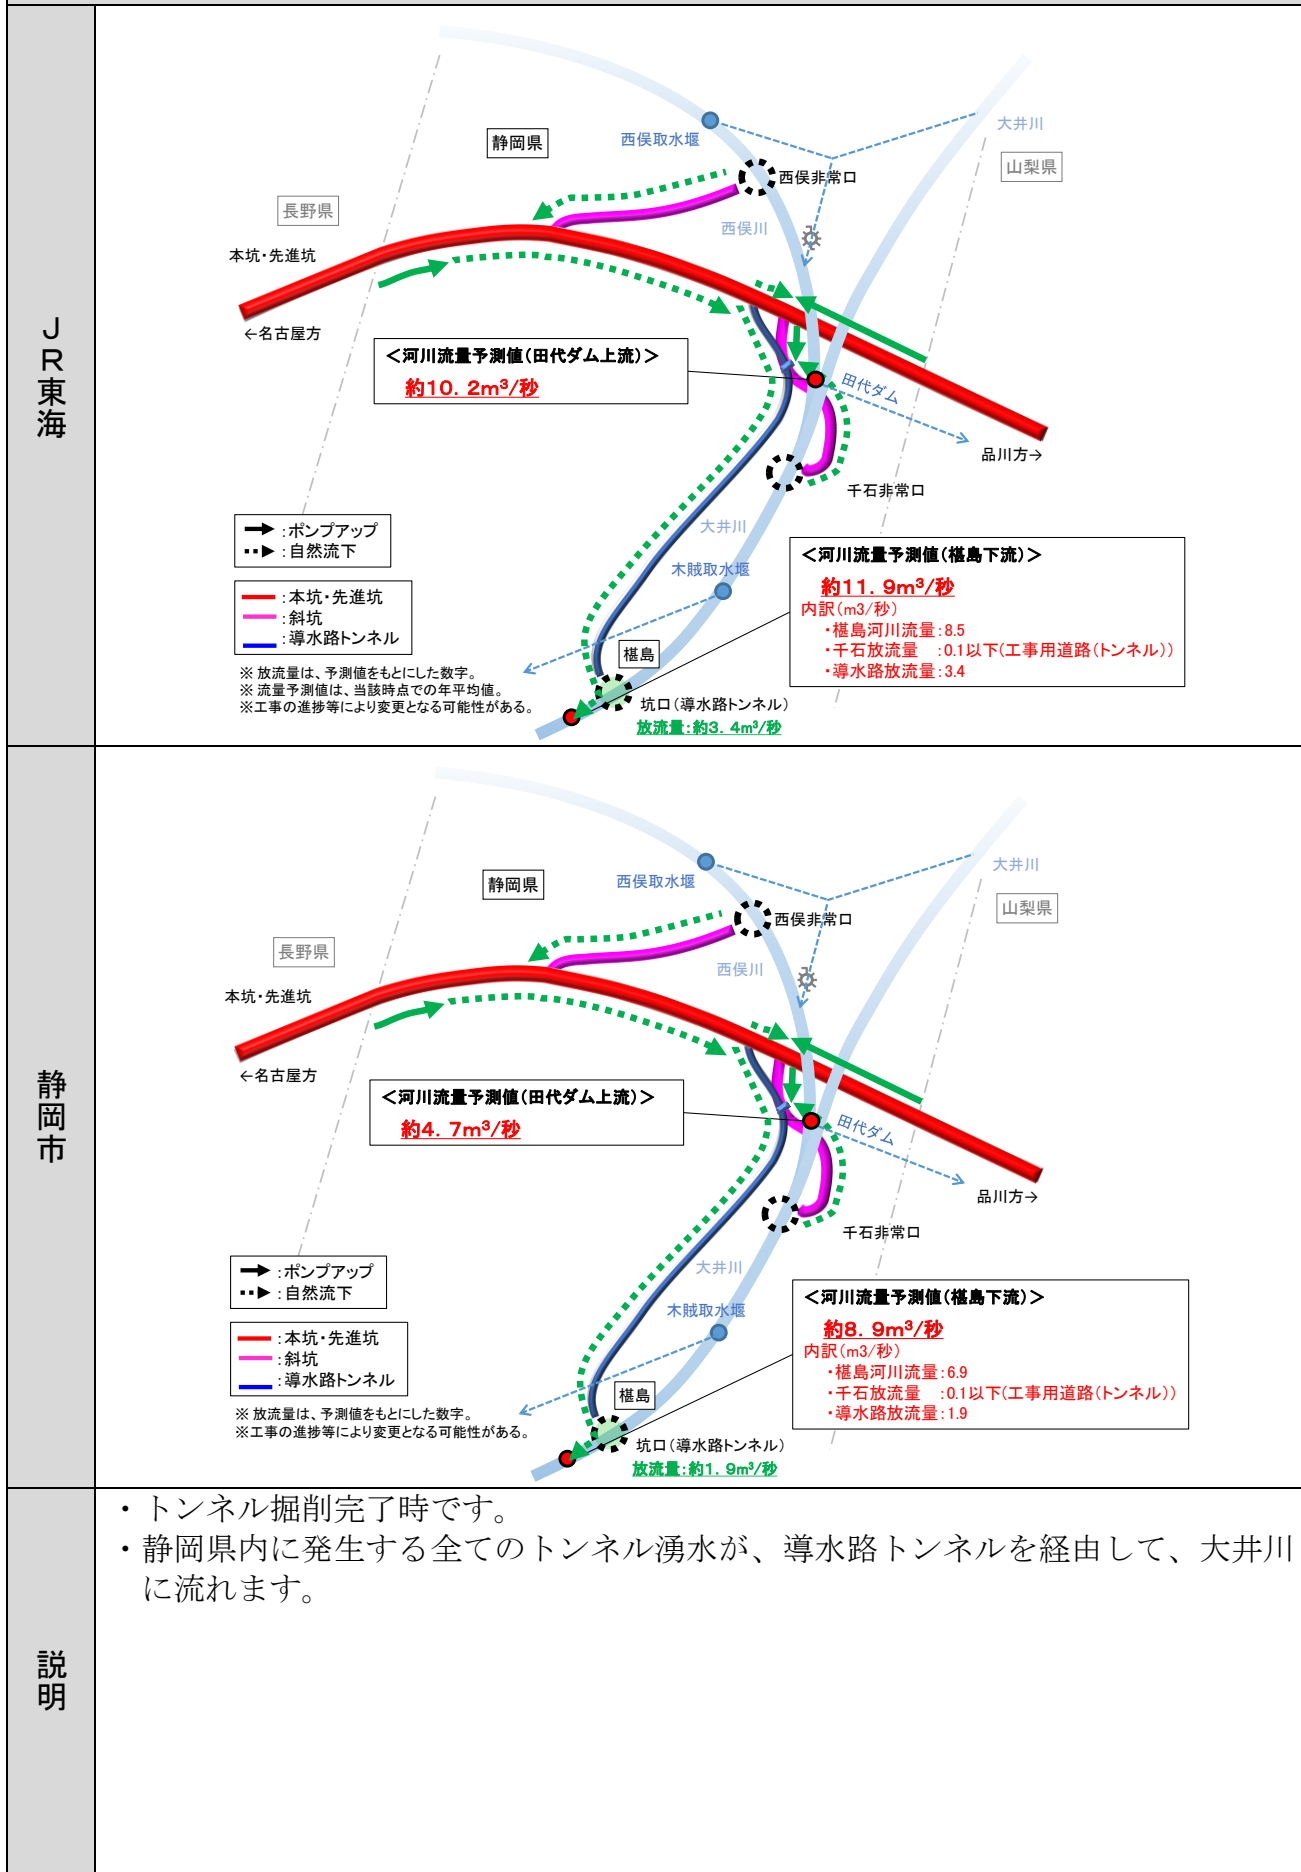 JR東海
大井川
西俣取水堰
静岡県
山梨県
西俣非常口
長野県
西俣川
本坑・先進坑
←名古屋方
＜河川流量予測値（田代ダム上流）＞
約10．2m³/秒
田代ダム
品川方→
千石非常口
:ポンプアップ
:自然流下
大井川
＜河川流量予測値（椹島下流）＞
約11．9m³/秒
内訳（m3/秒）
・椹島河川流量：8.5
・千石放流量　：0.1以下（工事用道路（トンネル））
・導水路放流量：3.4
木賊取水堰
:本坑・先進坑
:斜坑
:導水路トンネル
椹島
※ 放流量は、予測値をもとにした数字。
※ 流量予測値は、当該時点での年平均値。
※工事の進捗等により変更となる可能性がある。
坑口（導水路トンネル）
放流量：約3．4m³/秒
静岡市
大井川
西俣取水堰
静岡県
山梨県
西俣非常口
長野県
西俣川
本坑・先進坑
←名古屋方
＜河川流量予測値（田代ダム上流）＞
約4．7m³/秒
田代ダム
品川方→
千石非常口
:ポンプアップ
:自然流下
大井川
＜河川流量予測値（椹島下流）＞
約8．9m³/秒
内訳（m3/秒）
・椹島河川流量：6.9
・千石放流量　：0.1以下（工事用道路（トンネル））
・導水路放流量：1.9
木賊取水堰
:本坑・先進坑
:斜坑
:導水路トンネル
椹島
※ 放流量は、予測値をもとにした数字。
※工事の進捗等により変更となる可能性がある。
坑口（導水路トンネル）
放流量：約1．9m³/秒
説明
・トンネル掘削完了時です。
・静岡県内に発生する全てのトンネル湧水が、導水路トンネルを経由して、大井川
に流れます。